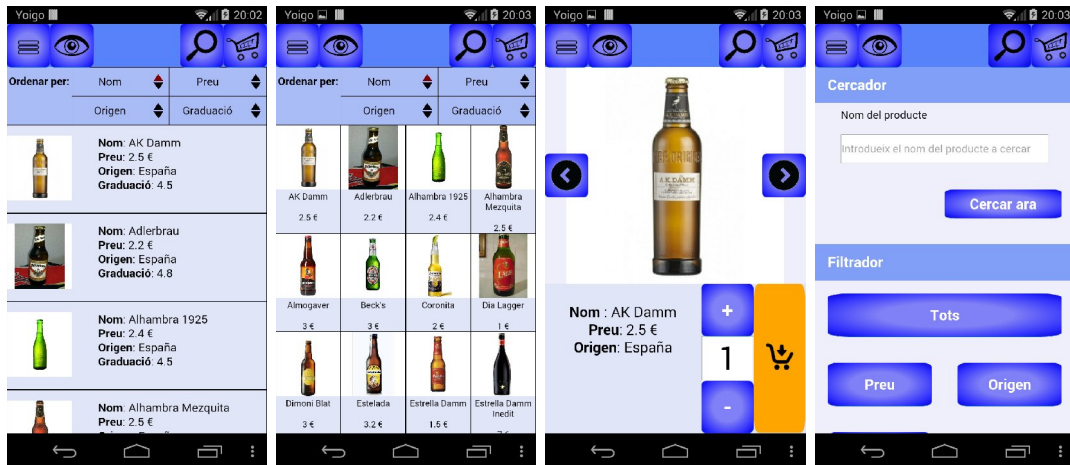 Yoigo 20:02
Ordenar per: Nom Preu
Origen Graduació
Nom: AK Damm
Preu: 2.5 €
Origen: España
Graduació: 4.5
Nom: Adlerbrau
Preu: 2.2 €
Origen: España
Graduació: 4.8
Nom: Alhambra 1925
Preu: 2.4 €
Origen: España
Graduació: 4.5
Nom: Alhambra Mezquita
Preu: 2.5 €
Yoigo 20:03
Ordenar per: Nom Preu
Origen Graduació
AK Damm Adlerbrau Alhambra 1925 Alhambra
Mezquita
2.5 € 2.2 € 2.4 € 2.5 €
Almogaver Beck's Coronita Dia Lagger
3 € 3 € 2 € 1 €
Dimoni Blat Estelada Estrella Damm Estrella Damm
Inedit
3 € 3.2 € 1.5 €
Yoigo 20:03
AK DAMM
Nom : AK Damm
Preu: 2.5 €
Origen: España
+
1
-
Yoigo 20:03
Cercador
Nom del producte
Introdueix el nom del producte a cercar
Cercar ara
Filtrador
Tots
Preu Origen